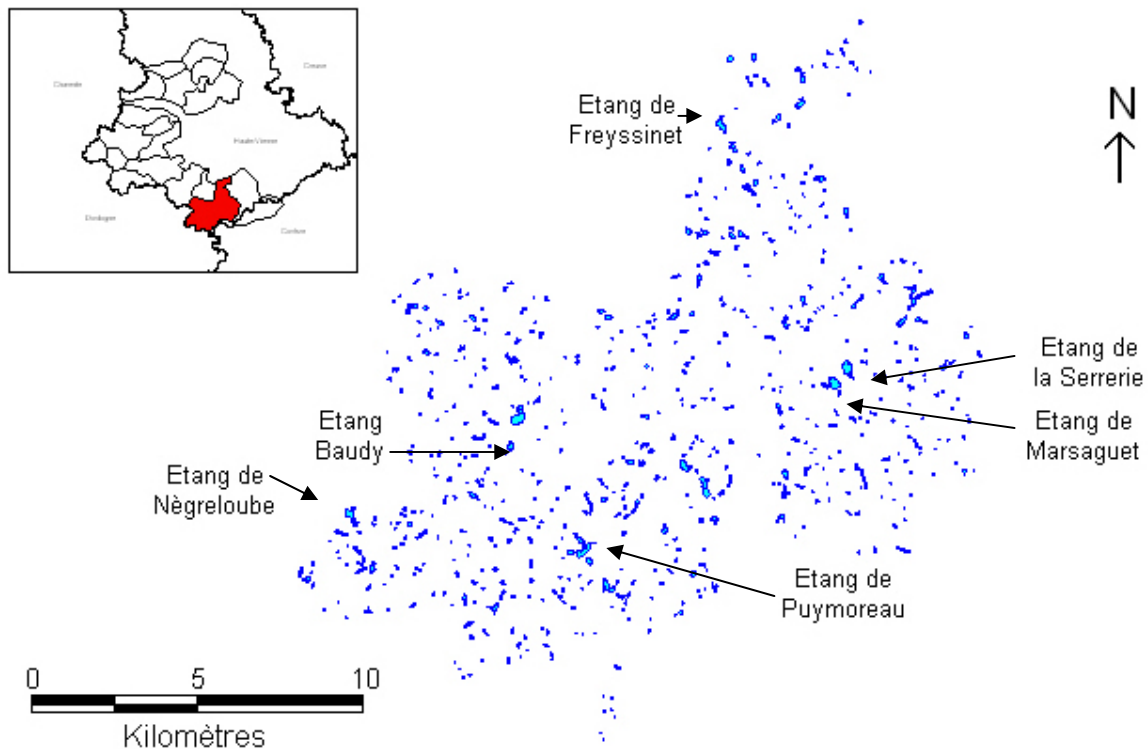 Creuse
Charente
Haute-Vienne
Dordogne
Corrèze
Etang de
Freyssinet
N
Etang de
la Serrerie
Etang de
Marsaguet
Etang
Baudy
Etang de
Nègreloube
Etang de
Puymoreau
0 5 10
Kilomètres